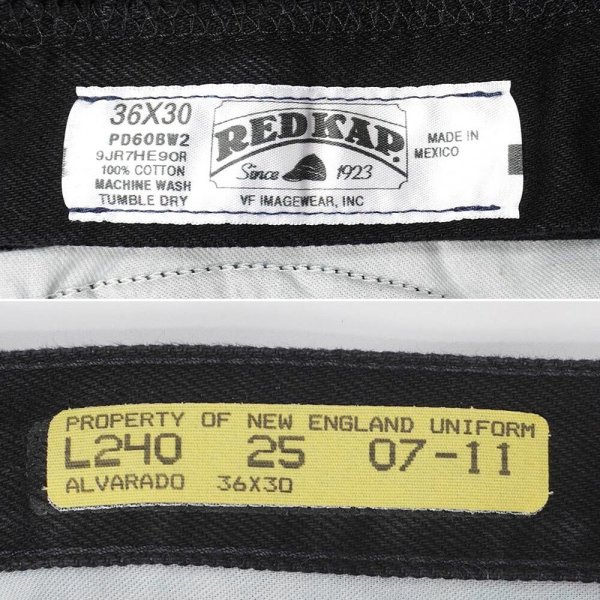 36X30
PD60BW2
9JR7HE90R
100% COTTON
MACHINE WASH
TUMBLE DRY
REDKAP.
Since 1923
VF IMAGEWEAR, INC
MADE IN
MEXICO
PROPERTY OF NEW ENGLAND UNIFORM
L240 25 07-11
ALVARADO 36X30